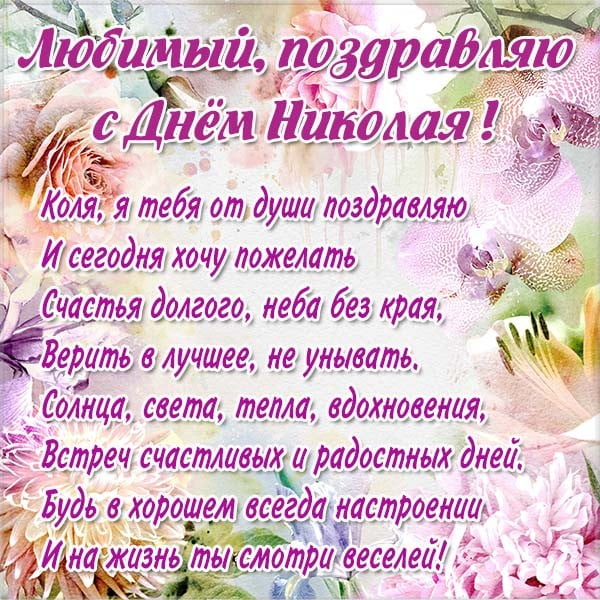 Любимый, поздравляю
с Днём Николая !
Коля, я тебя от души поздравляю
И сегодня хочу пожелать
Счастья долгого, неба без края,
Верить в лучшее, не унывать.
Солнца, света, тепла, вдохновения,
Встреч счастливых и радостных дней.
Будь в хорошем всегда настроении
И на жизнь ты смотри веселей!